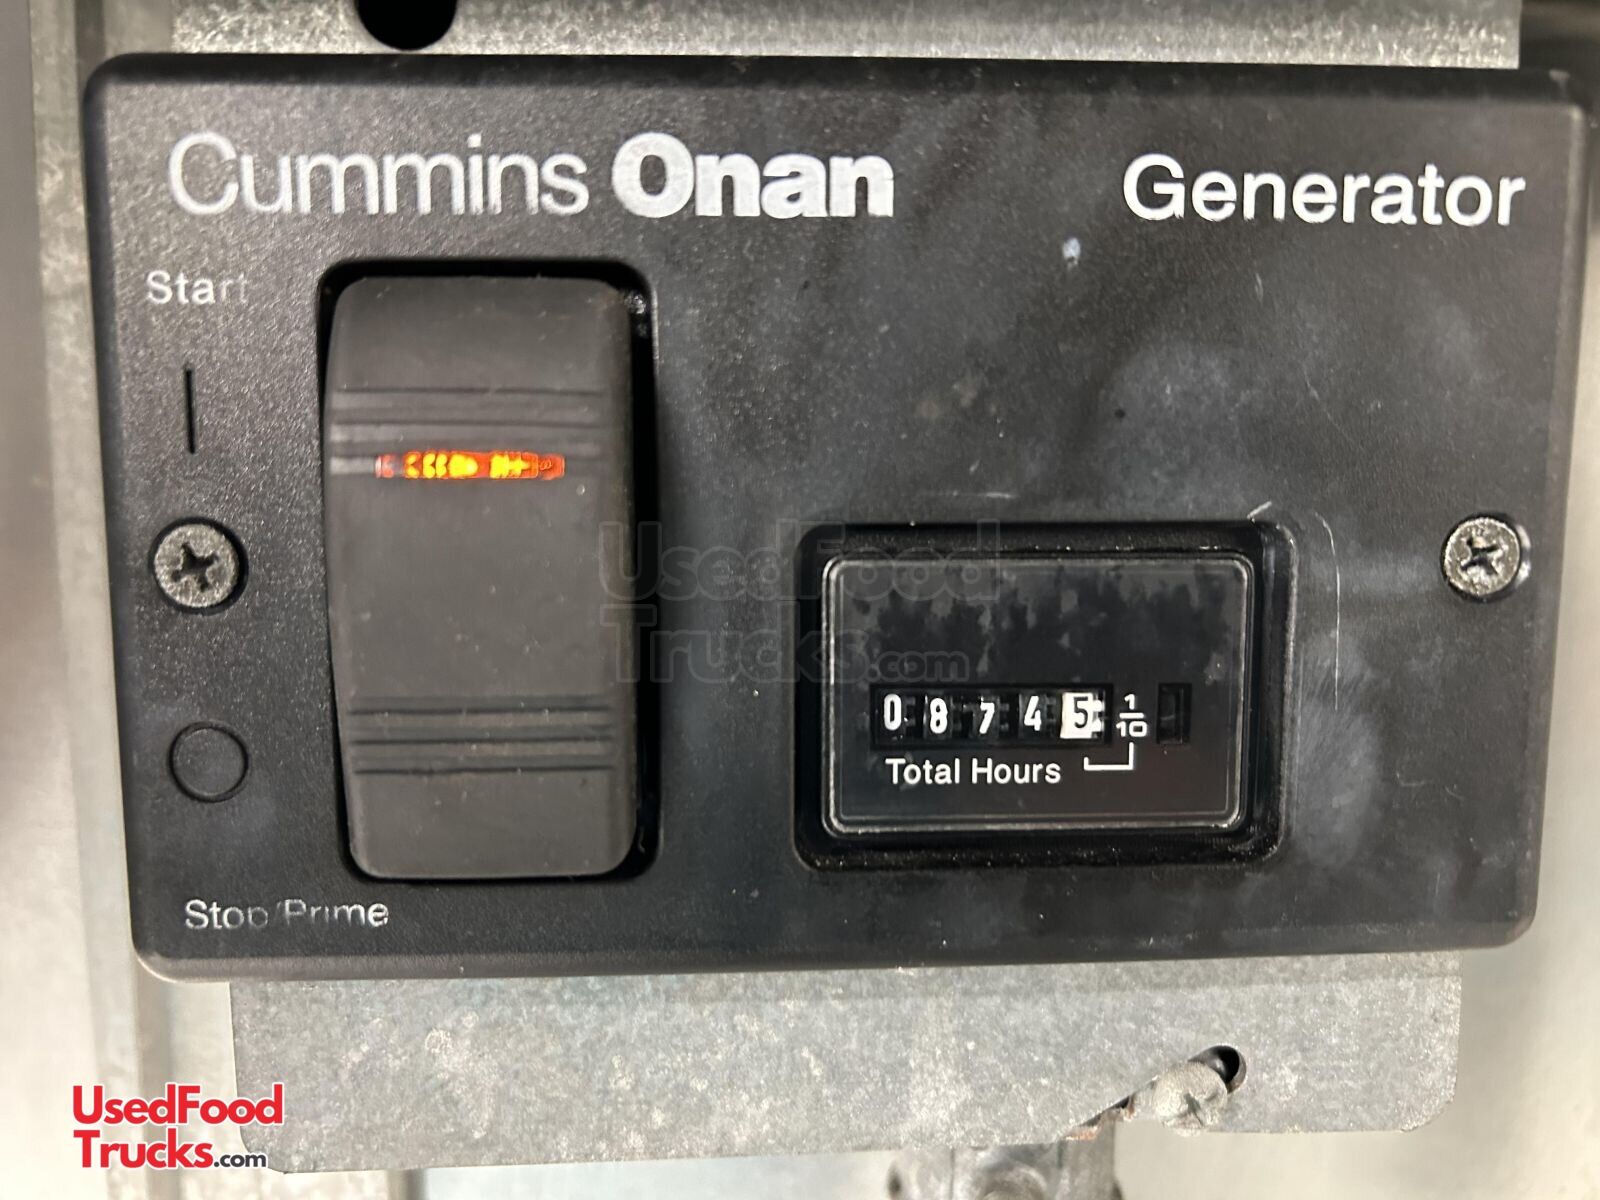 Cummins Onan Generator
Start
UsedFood
Trucks.com
0 8 7 4 5 1/10
Total Hours
Stop/Prime
UsedFood
Trucks.com